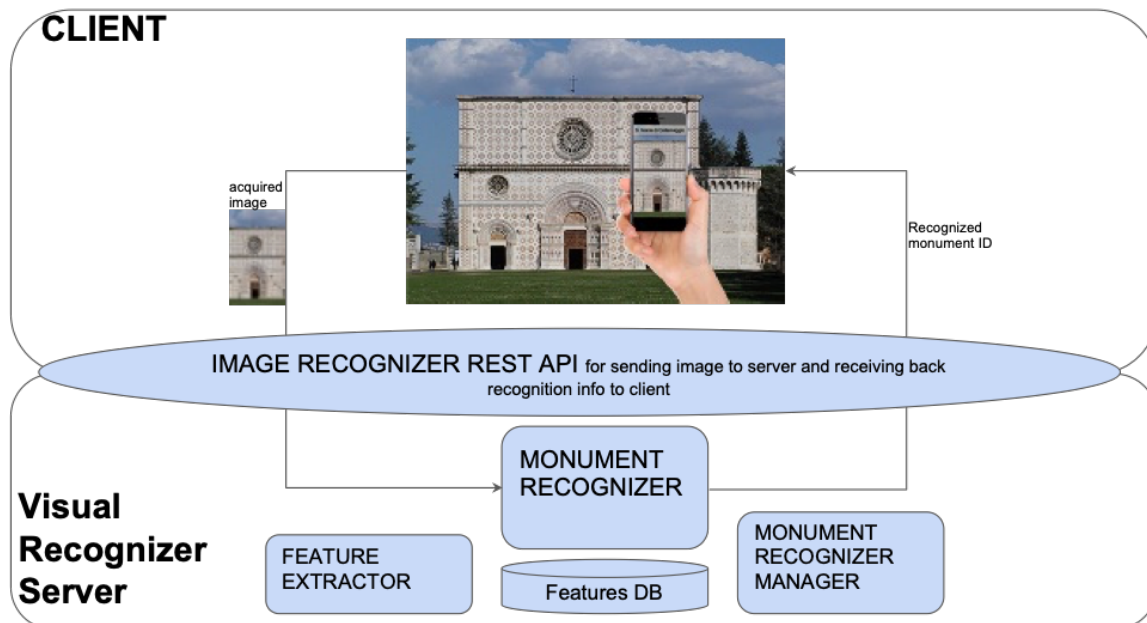 CLIENT
acquired
image
Recognized
monument ID
IMAGE RECOGNIZER REST API for sending image to server and receiving back
recognition info to client
MONUMENT
RECOGNIZER
Visual
Recognizer
Server
FEATURE
EXTRACTOR
Features DB
MONUMENT
RECOGNIZER
MANAGER